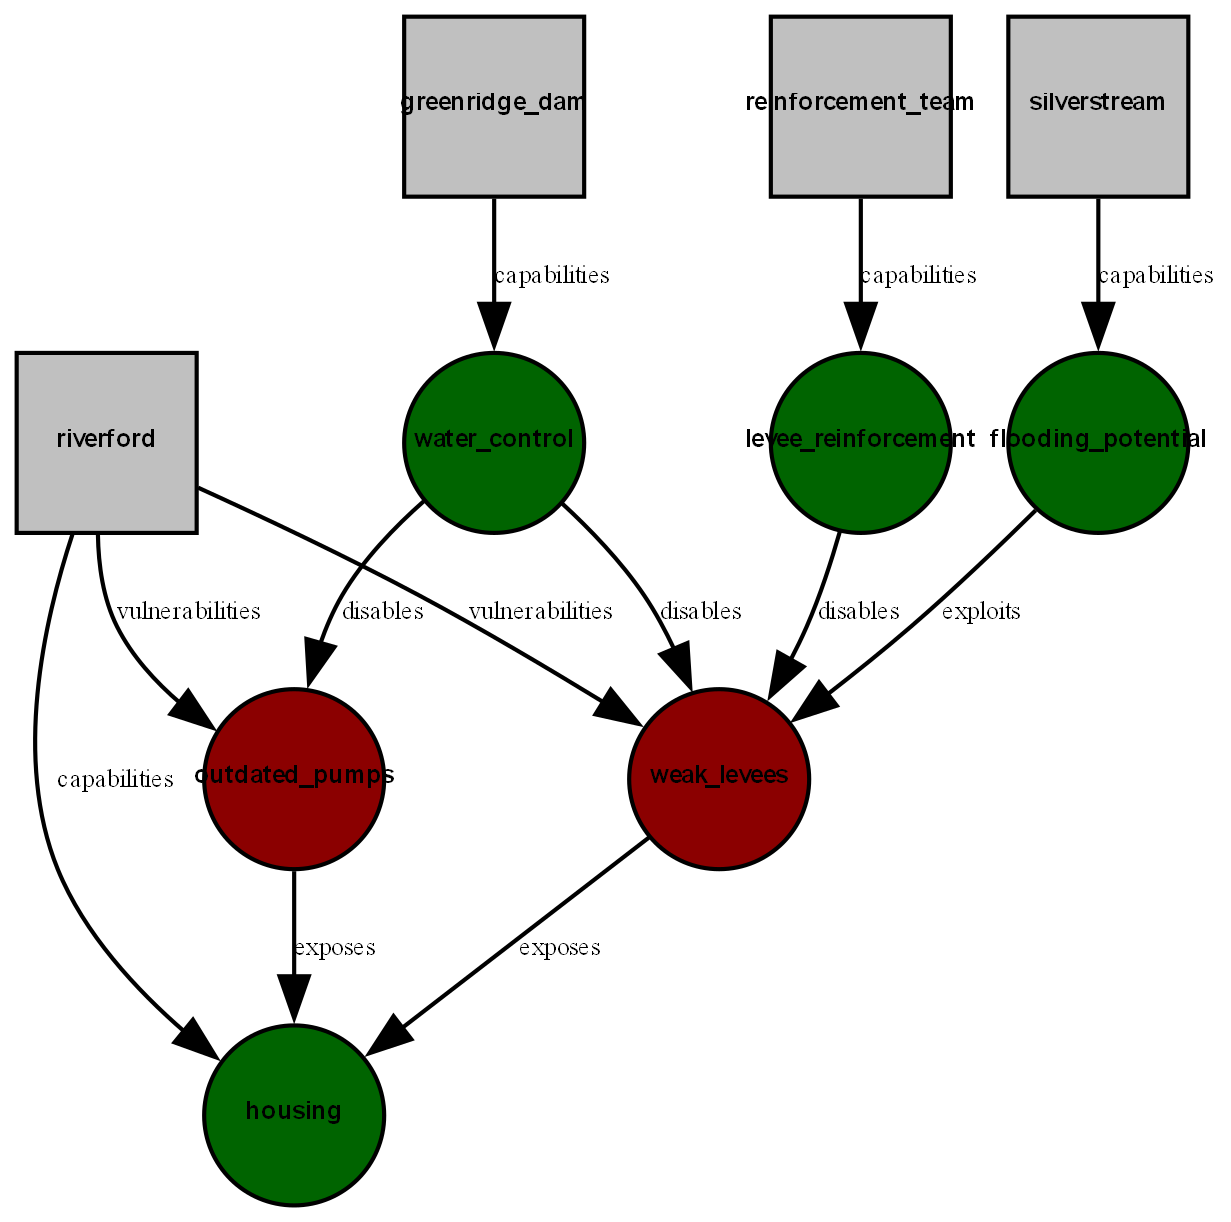 greenridge_dam
reinforcement_team
silverstream
capabilities
capabilities
capabilities
riverford
water_control
levee_reinforcement
flooding_potential
vulnerabilities
disables
vulnerabilities
disables
disables
exploits
capabilities
outdated_pumps
weak_levees
exposes
exposes
housing